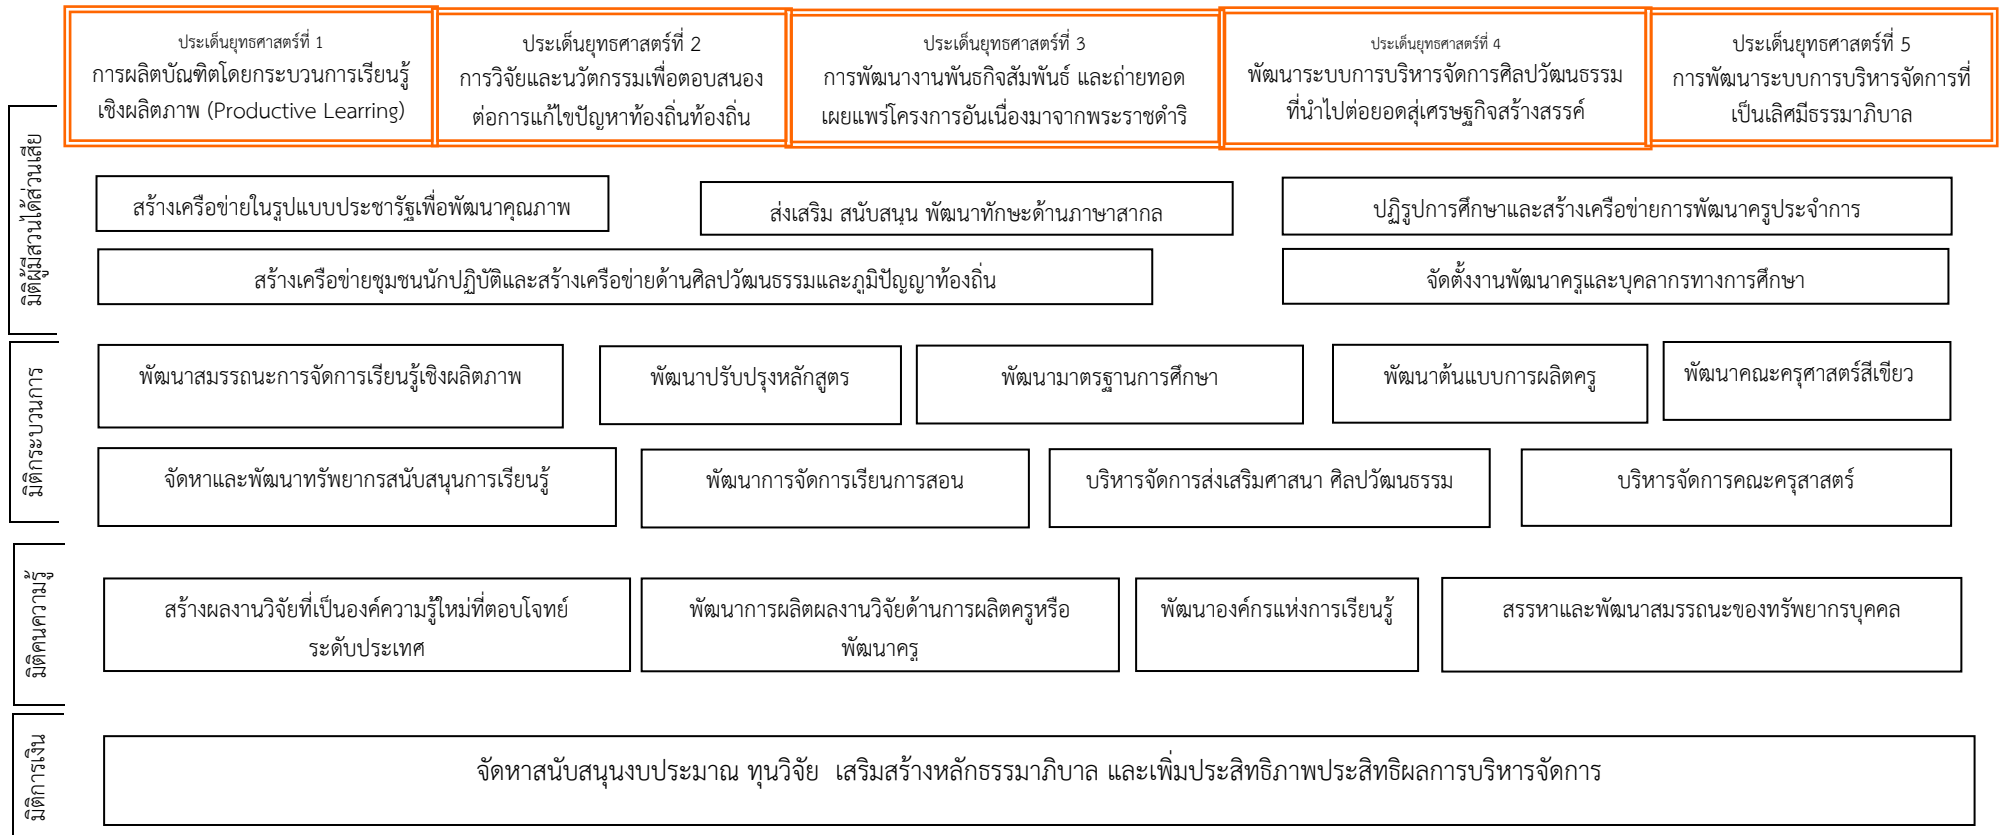 ประเด็นยุทธศาสตร์ที่ 1
การผลิตบัณฑิตโดยกระบวนการเรียนรู้
เชิงผลิตภาพ (Productive Learring)
ประเด็นยุทธศาสตร์ที่ 2
การวิจัยและนวัตกรรมเพื่อตอบสนอง
ต่อการแก้ไขปัญหาท้องถิ่นท้องถิ่น
ประเด็นยุทธศาสตร์ที่ 3
การพัฒนางานพันธกิจสัมพันธ์ และถ่ายทอด
เผยแพร่โครงการอันเนื่องมาจากพระราชดำริ
ประเด็นยุทธศาสตร์ที่ 4
พัฒนาระบบการบริหารจัดการศิลปวัฒนธรรม
ที่นำไปต่อยอดสู่เศรษฐกิจสร้างสรรค์
ประเด็นยุทธศาสตร์ที่ 5
การพัฒนาระบบการบริหารจัดการที่
เป็นเลิศมีธรรมาภิบาล
มิติผู้มีสวนได้ส่วนเสีย
สร้างเครือข่ายในรูปแบบประชารัฐเพื่อพัฒนาคุณภาพ
ส่งเสริม สนับสนุน พัฒนาทักษะด้านภาษาสากล
ปฏิรูปการศึกษาและสร้างเครือข่ายการพัฒนาครูประจำการ
สร้างเครือข่ายชุมชนนักปฏิบัติและสร้างเครือข่ายด้านศิลปวัฒนธรรมและภูมิปัญญาท้องถิ่น
จัดตั้งงานพัฒนาครูและบุคลากรทางการศึกษา
มิติกระบวนการ
พัฒนาสมรรถนะการจัดการเรียนรู้เชิงผลิตภาพ
พัฒนาปรับปรุงหลักสูตร
พัฒนามาตรฐานการศึกษา
พัฒนาต้นแบบการผลิตครู
พัฒนาคณะครุศาสตร์สีเขียว
จัดหาและพัฒนาทรัพยากรสนับสนุนการเรียนรู้
พัฒนาการจัดการเรียนการสอน
บริหารจัดการส่งเสริมศาสนา ศิลปวัฒนธรรม
บริหารจัดการคณะครุสาสตร์
มิติคนความรู้
สร้างผลงานวิจัยที่เป็นองค์ความรู้ใหม่ที่ตอบโจทย์
ระดับประเทศ
พัฒนาการผลิตผลงานวิจัยด้านการผลิตครูหรือ
พัฒนาครู
พัฒนาองค์กรแห่งการเรียนรู้
สรรหาและพัฒนาสมรรถนะของทรัพยากรบุคคล
มิติการเงิน
จัดหาสนับสนุนงบประมาณ ทุนวิจัย เสริมสร้างหลักธรรมาภิบาล และเพิ่มประสิทธิภาพประสิทธิผลการบริหารจัดการ